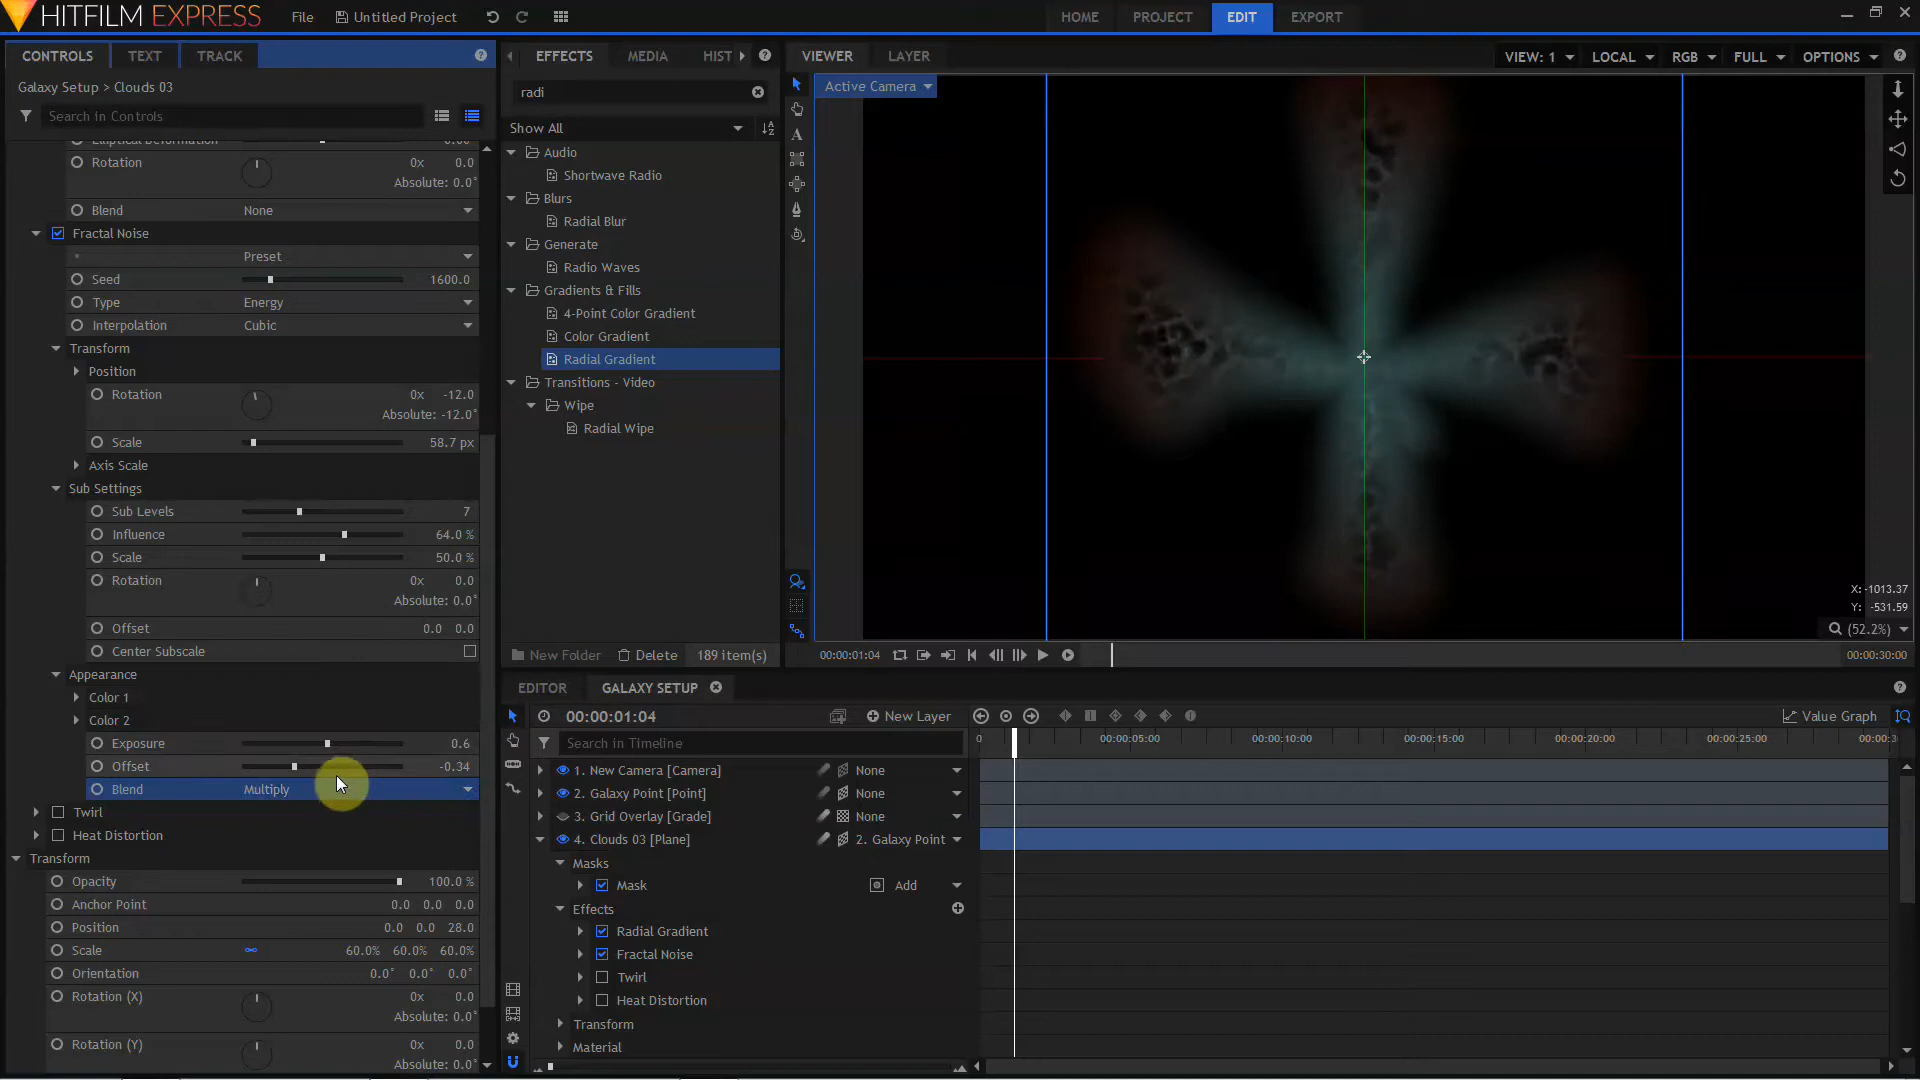 HITFILM EXPRESS
File
Untitled Project
HOME
PROJECT
EDIT
EXPORT
CONTROLS
TEXT
TRACK
Galaxy Setup > Clouds 03
Search in Controls
Elliptical Deformation 0.00
Rotation 0x 0.0
Absolute: 0.0°
Blend None
Fractal Noise
Preset
Seed 1600.0
Type Energy
Interpolation Cubic
Transform
Position
Rotation 0x -12.0
Absolute: -12.0°
Scale 58.7 px
Axis Scale
Sub Settings
Sub Levels 7
Influence 64.0 %
Scale 50.0 %
Rotation 0x 0.0
Absolute: 0.0°
Offset 0.0 0.0
Center Subscale
Appearance
Color 1
Color 2
Exposure 0.6
Offset -0.34
Blend Multiply
Twirl
Heat Distortion
Transform
Opacity 100.0 %
Anchor Point 0.0 0.0 0.0
Position 0.0 0.0 28.0
Scale 60.0% 60.0% 60.0%
Orientation 0.0° 0.0° 0.0°
Rotation (X) 0x 0.0
Absolute: 0.0°
Rotation (Y) 0x 0.0
Absolute: 0.0°
EFFECTS
MEDIA
HIST
radi
Show All
Audio
Shortwave Radio
Blurs
Radial Blur
Generate
Radio Waves
Gradients & Fills
4-Point Color Gradient
Color Gradient
Radial Gradient
Transitions - Video
Wipe
Radial Wipe
New Folder
Delete
189 item(s)
VIEWER
LAYER
VIEW: 1
LOCAL
RGB
FULL
OPTIONS
Active Camera
X: -1013.37
Y: -531.59
(52.2%)
00:00:01:04
00:00:30:00
EDITOR
GALAXY SETUP
00:00:01:04
New Layer
Value Graph
Search in Timeline
0 00:00:05:00 00:00:10:00 00:00:15:00 00:00:20:00 00:00:25:00 00:00:3
1. New Camera [Camera] None
2. Galaxy Point [Point] None
3. Grid Overlay [Grade] None
4. Clouds 03 [Plane] 2. Galaxy Point
Masks
Mask Add
Effects
Radial Gradient
Fractal Noise
Twirl
Heat Distortion
Transform
Material